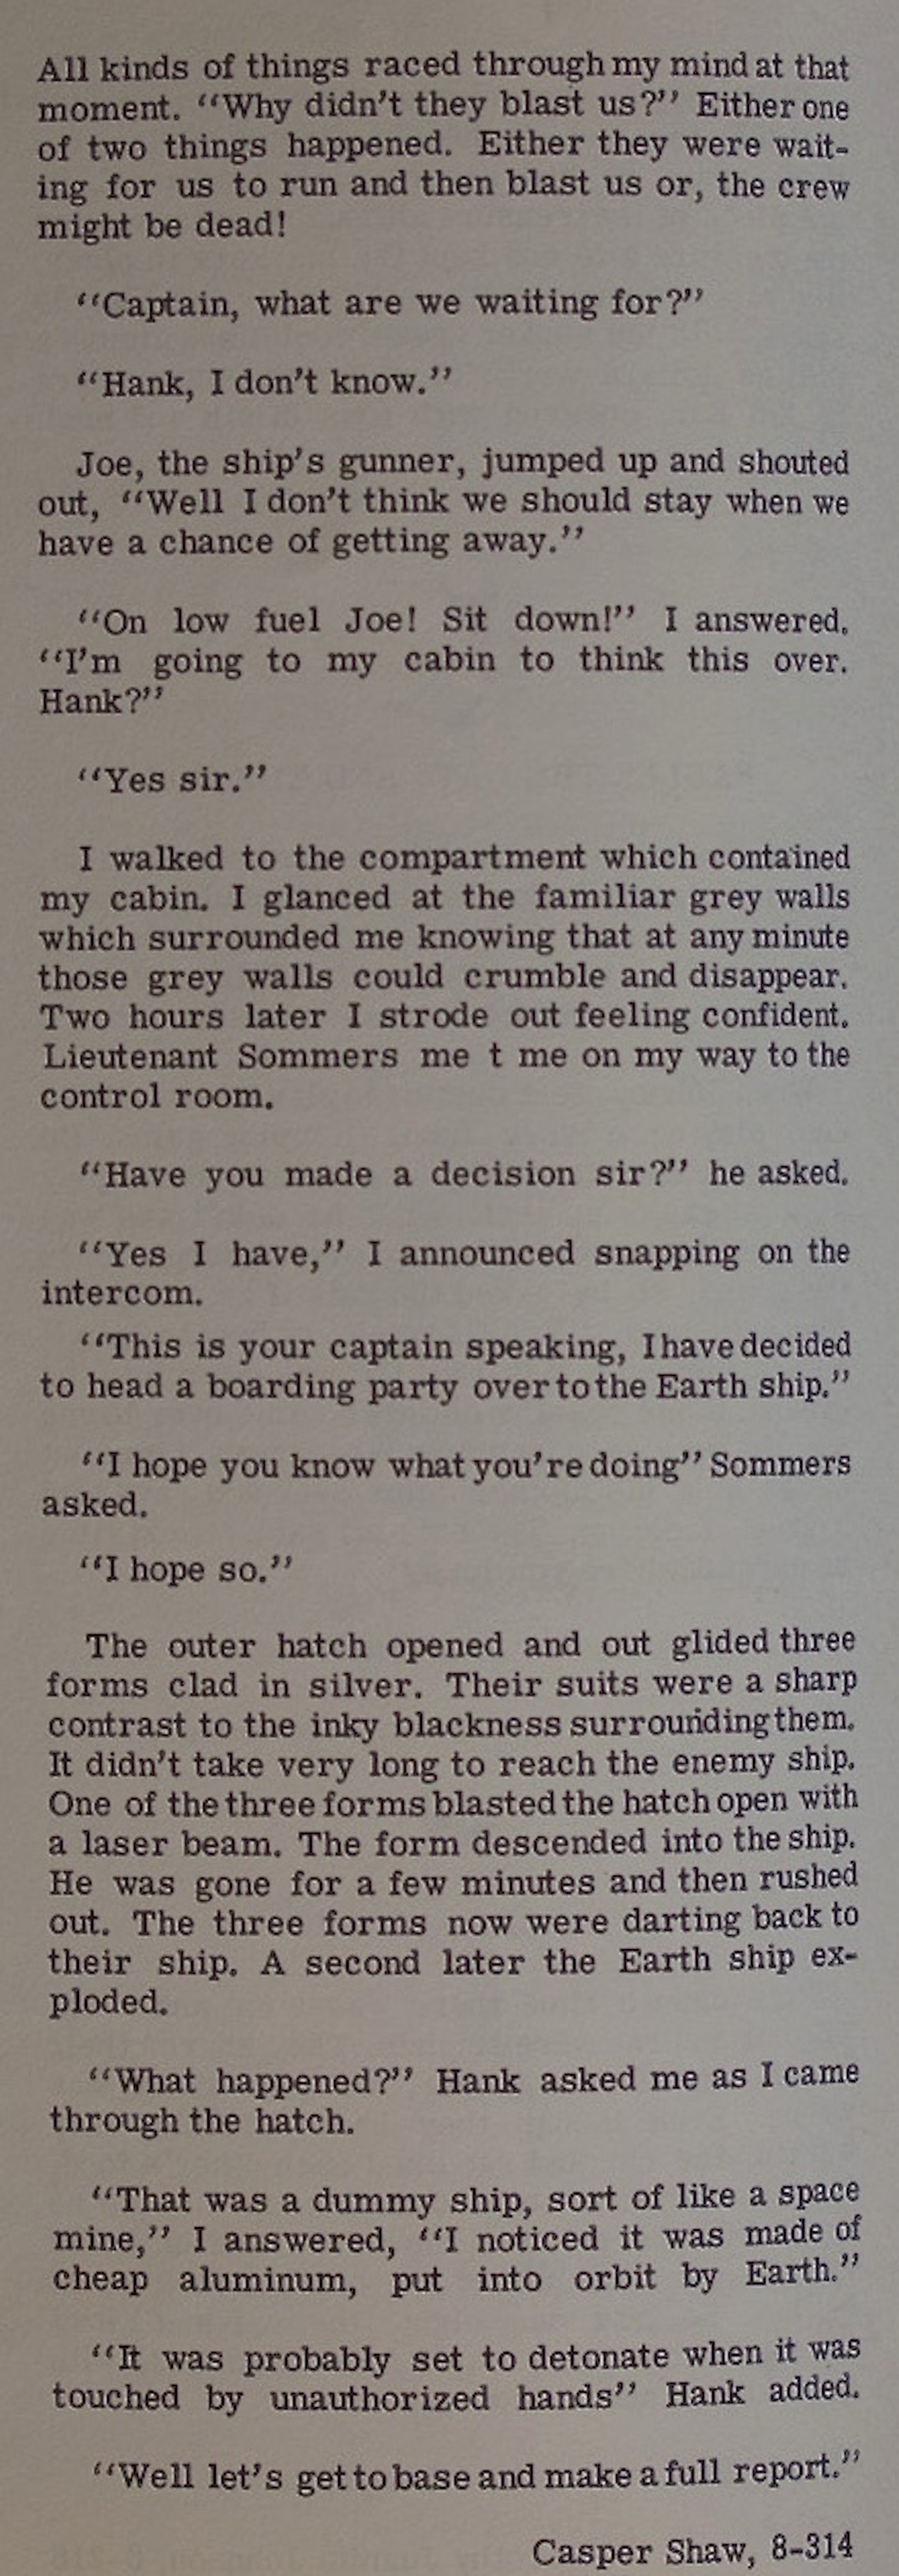 All kinds of things raced through my mind at that
moment. "Why didn't they blast us?" Either one
of two things happened. Either they were wait-
ing for us to run and then blast us or, the crew
might be dead!
"Captain, what are we waiting for?"
"Hank, I don't know."
Joe, the ship's gunner, jumped up and shouted
out, "Well I don't think we should stay when we
have a chance of getting away."
"On low fuel Joe! Sit down!" I answered.
"I'm going to my cabin to think this over.
Hank?"
"Yes sir."
I walked to the compartment which contained
my cabin. I glanced at the familiar grey walls
which surrounded me knowing that at any minute
those grey walls could crumble and disappear.
Two hours later I strode out feeling confident.
Lieutenant Sommers me t me on my way to the
control room.
"Have you made a decision sir?" he asked.
"Yes I have," I announced snapping on the
intercom.
"This is your captain speaking, I have decided
to head a boarding party over to the Earth ship."
"I hope you know what you're doing" Sommers
asked.
"I hope so."
The outer hatch opened and out glided three
forms clad in silver. Their suits were a sharp
contrast to the inky blackness surrounding them.
It didn't take very long to reach the enemy ship.
One of the three forms blasted the hatch open with
a laser beam. The form descended into the ship.
He was gone for a few minutes and then rushed
out. The three forms now were darting back to
their ship. A second later the Earth ship ex-
ploded.
"What happened?" Hank asked me as I came
through the hatch.
"That was a dummy ship, sort of like a space
mine," I answered, "I noticed it was made of
cheap aluminum, put into orbit by Earth."
"It was probably set to detonate when it was
touched by unauthorized hands" Hank added.
"Well let's get to base and make a full report."
Casper Shaw, 8-314